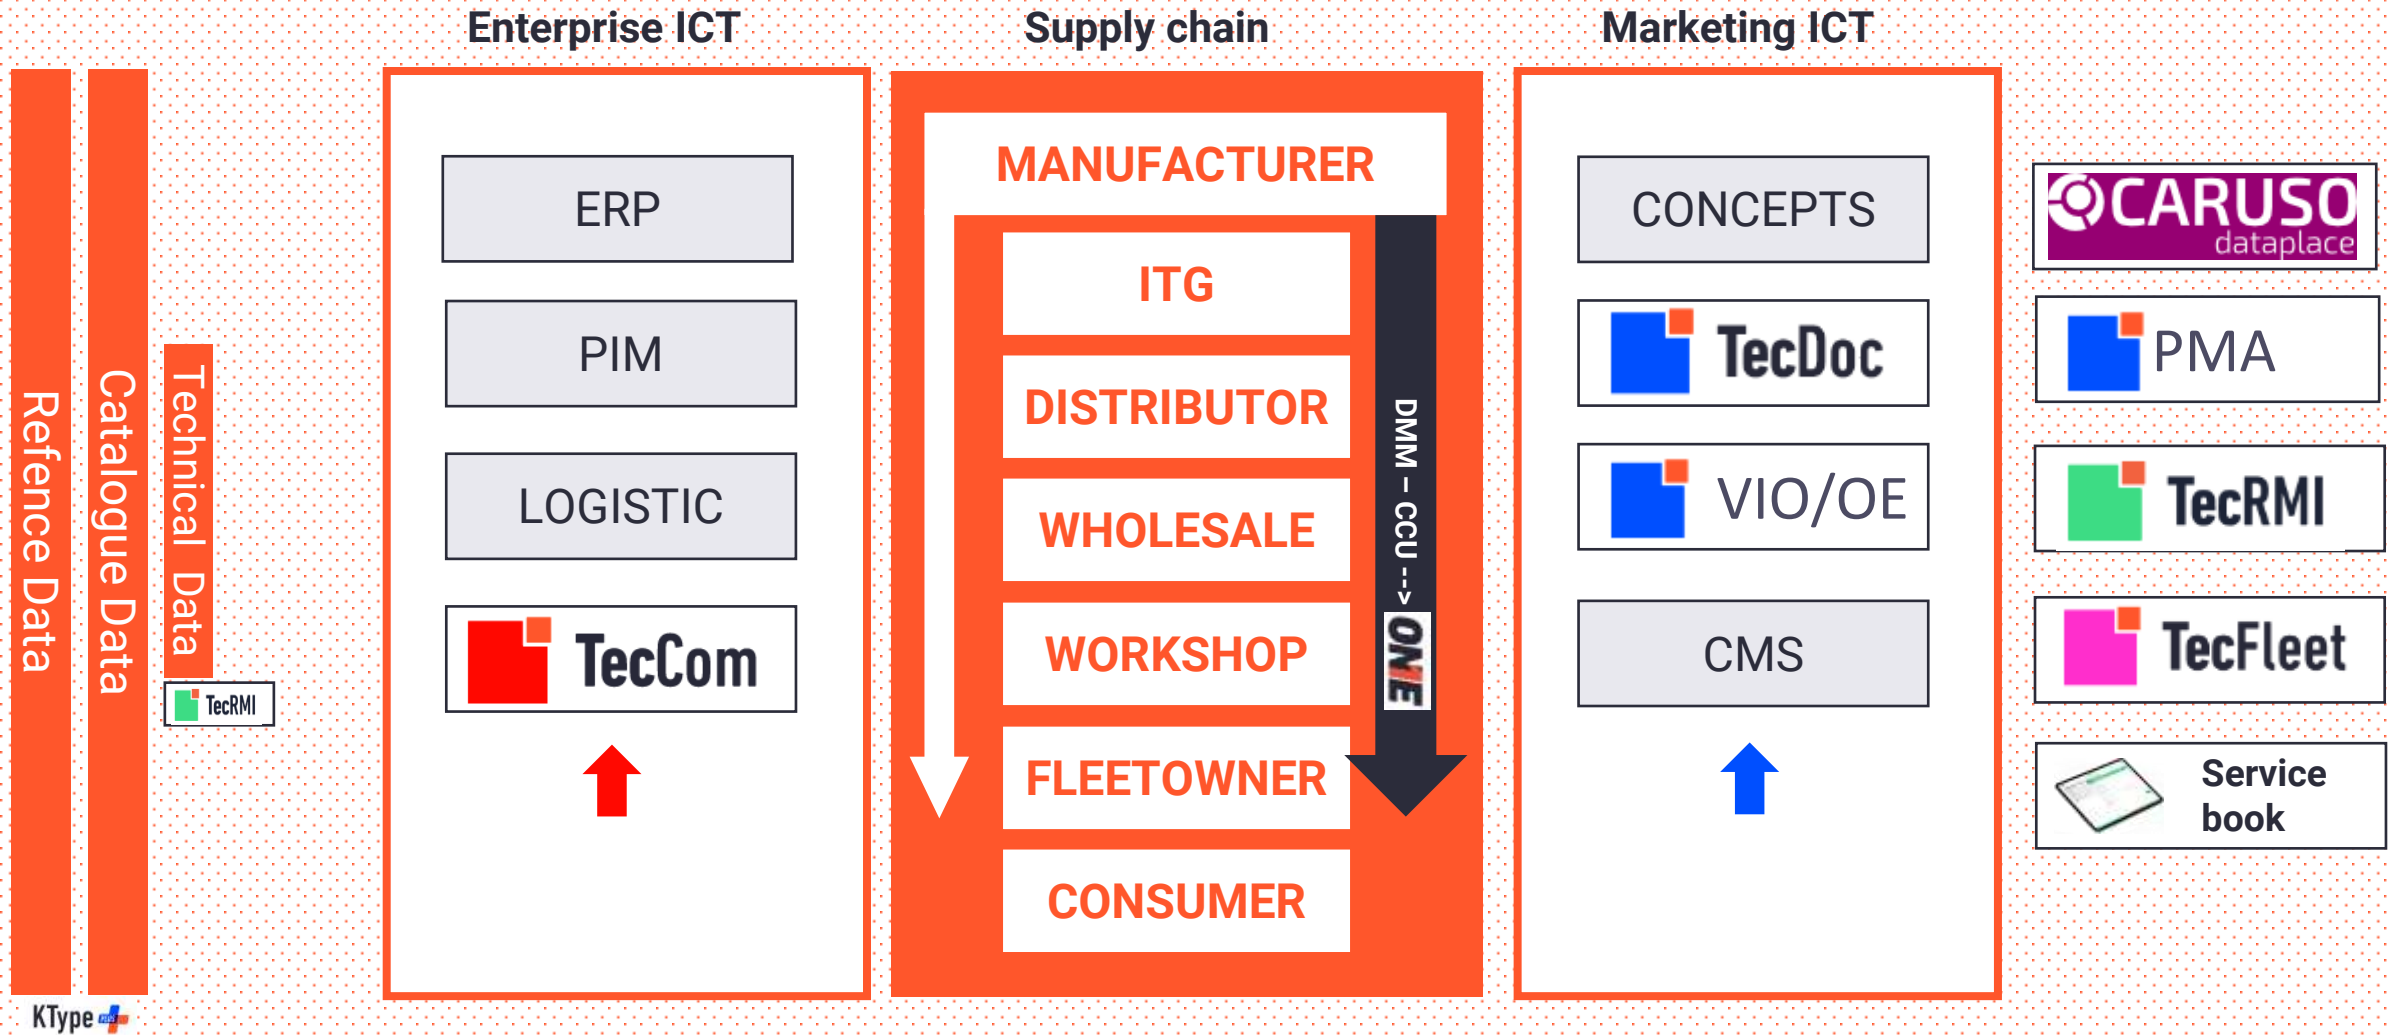 Enterprise ICT
Supply chain
Marketing ICT
Reference Data
Catalogue Data
Technical Data
TecRMI
KType
PLUS
ERP
PIM
LOGISTIC
TecCom
MANUFACTURER
ITG
DISTRIBUTOR
WHOLESALE
WORKSHOP
FLEETOWNER
CONSUMER
DMM – CCU -->
CONCEPTS
TecDoc
VIO/OE
CMS
CARUSO
dataplace
PMA
TecRMI
TecFleet
Service
book